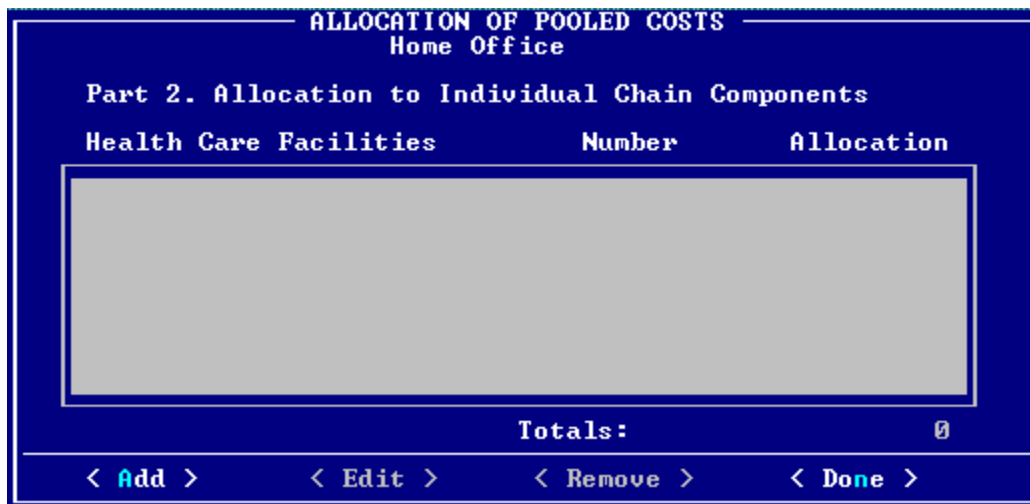 ALLOCATION OF POOLED COSTS
Home Office
Part 2. Allocation to Individual Chain Components
Health Care Facilities Number Allocation
Totals: 0
< Add > < Edit > < Remove > < Done >